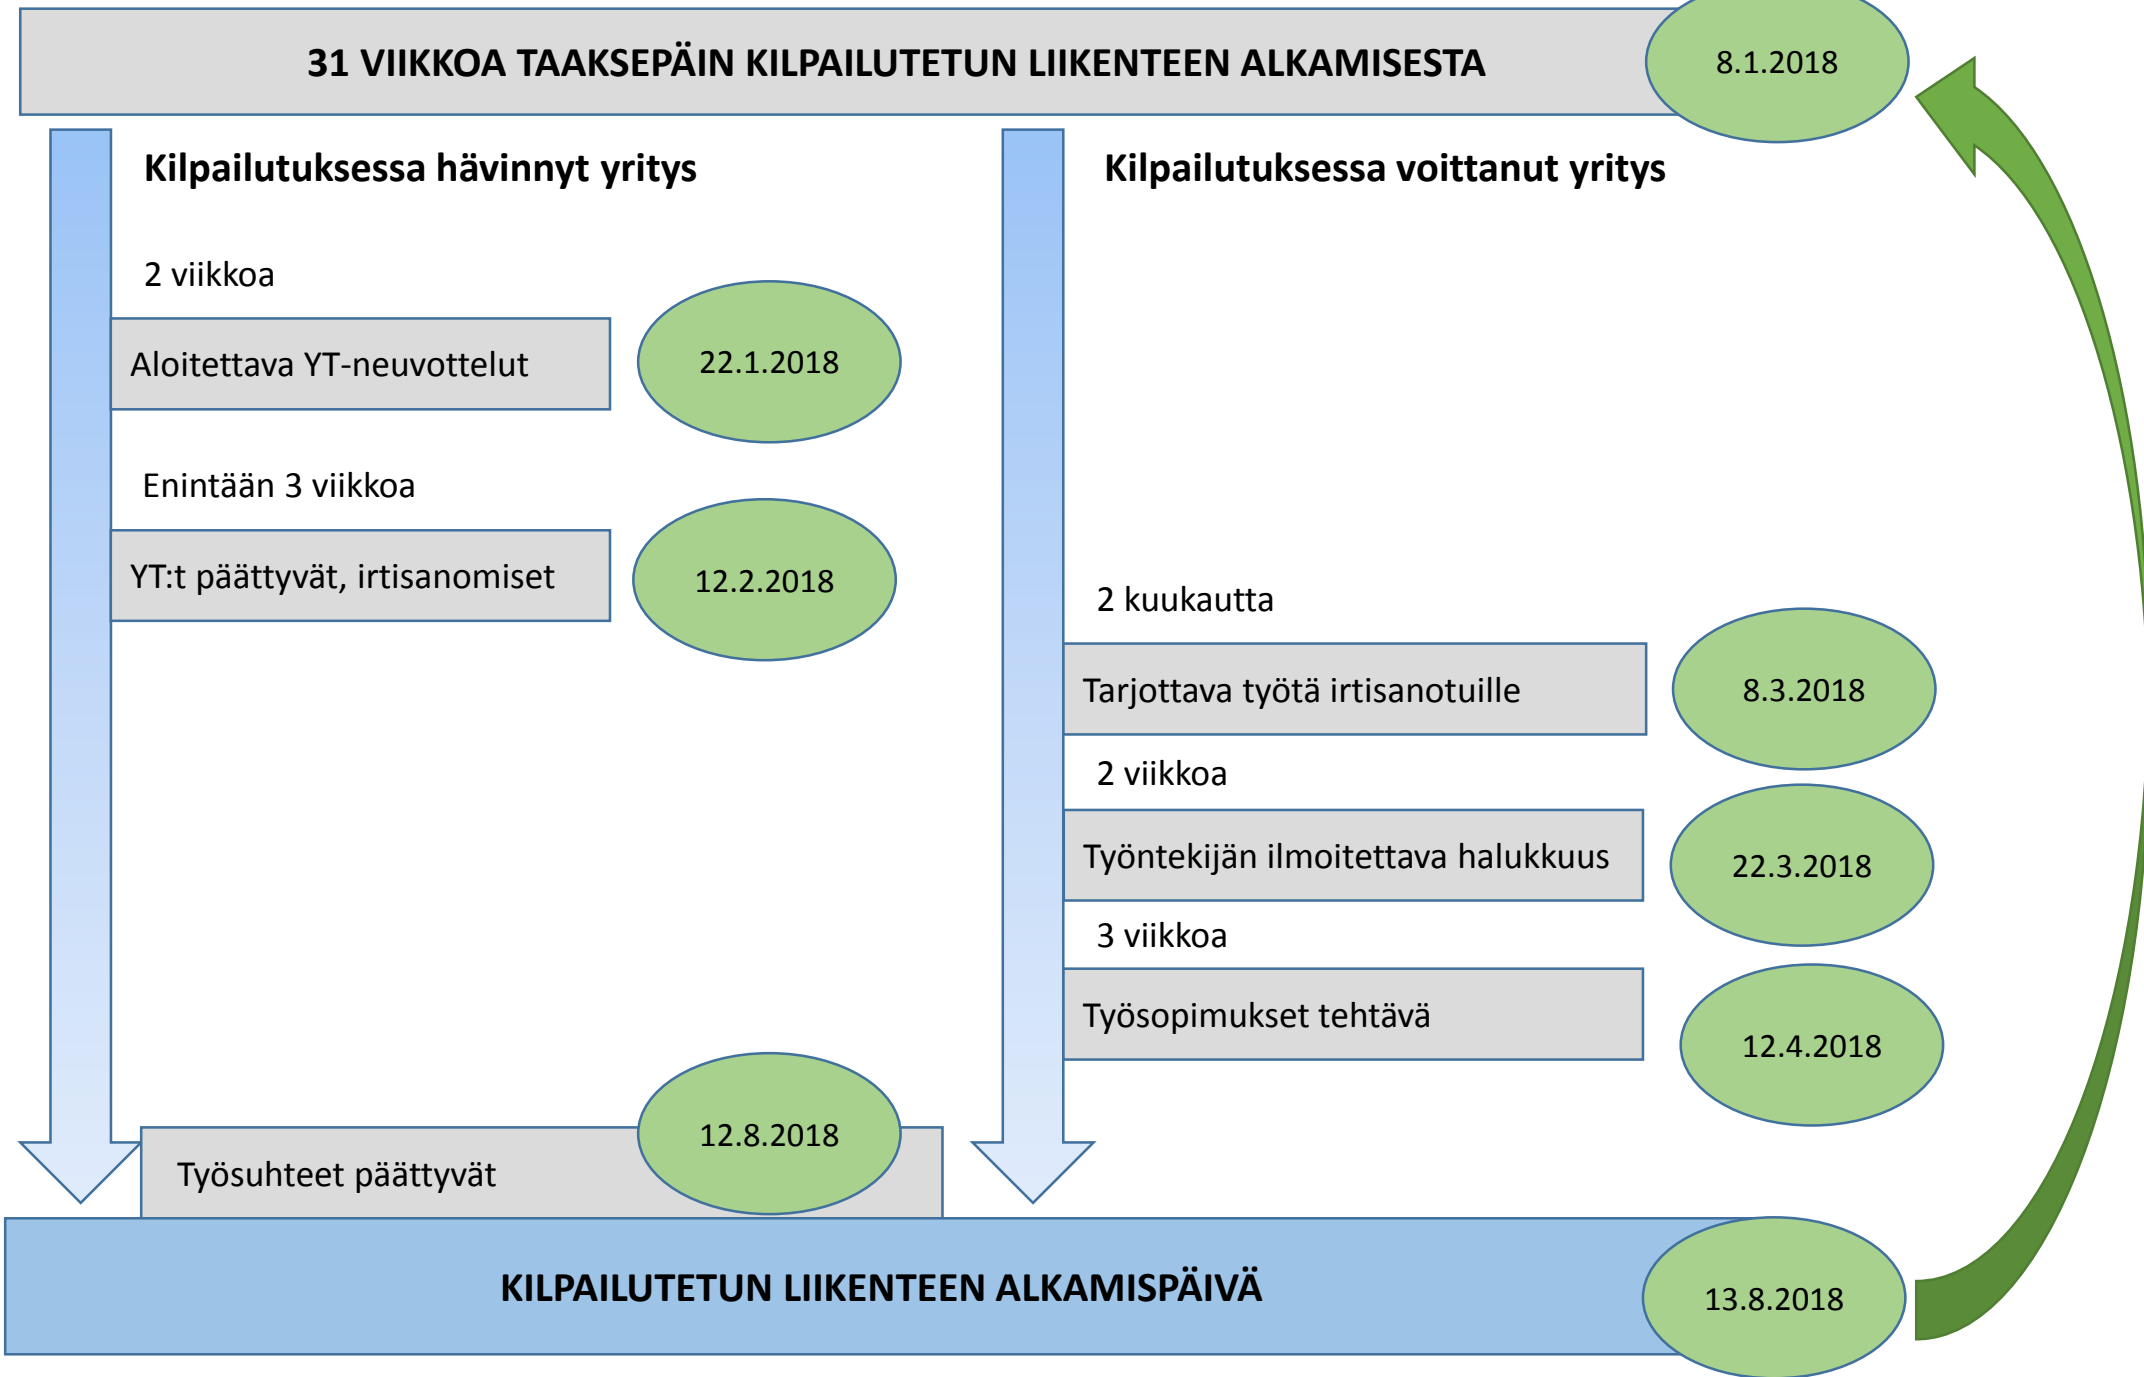 31 VIIKKOA TAAKSEPÄIN KILPAILUTETUN LIIKENTEEN ALKAMISESTA
8.1.2018
Kilpailutuksessa hävinnyt yritys
2 viikkoa
Aloitettava YT-neuvottelut
22.1.2018
Enintään 3 viikkoa
YT:t päättyvät, irtisanomiset
12.2.2018
Työsuhteet päättyvät
12.8.2018
Kilpailutuksessa voittanut yritys
2 kuukautta
Tarjottava työtä irtisanotuille
8.3.2018
2 viikkoa
Työntekijän ilmoitettava halukkuus
22.3.2018
3 viikkoa
Työsopimukset tehtävä
12.4.2018
KILPAILUTETUN LIIKENTEEN ALKAMISPÄIVÄ
13.8.2018